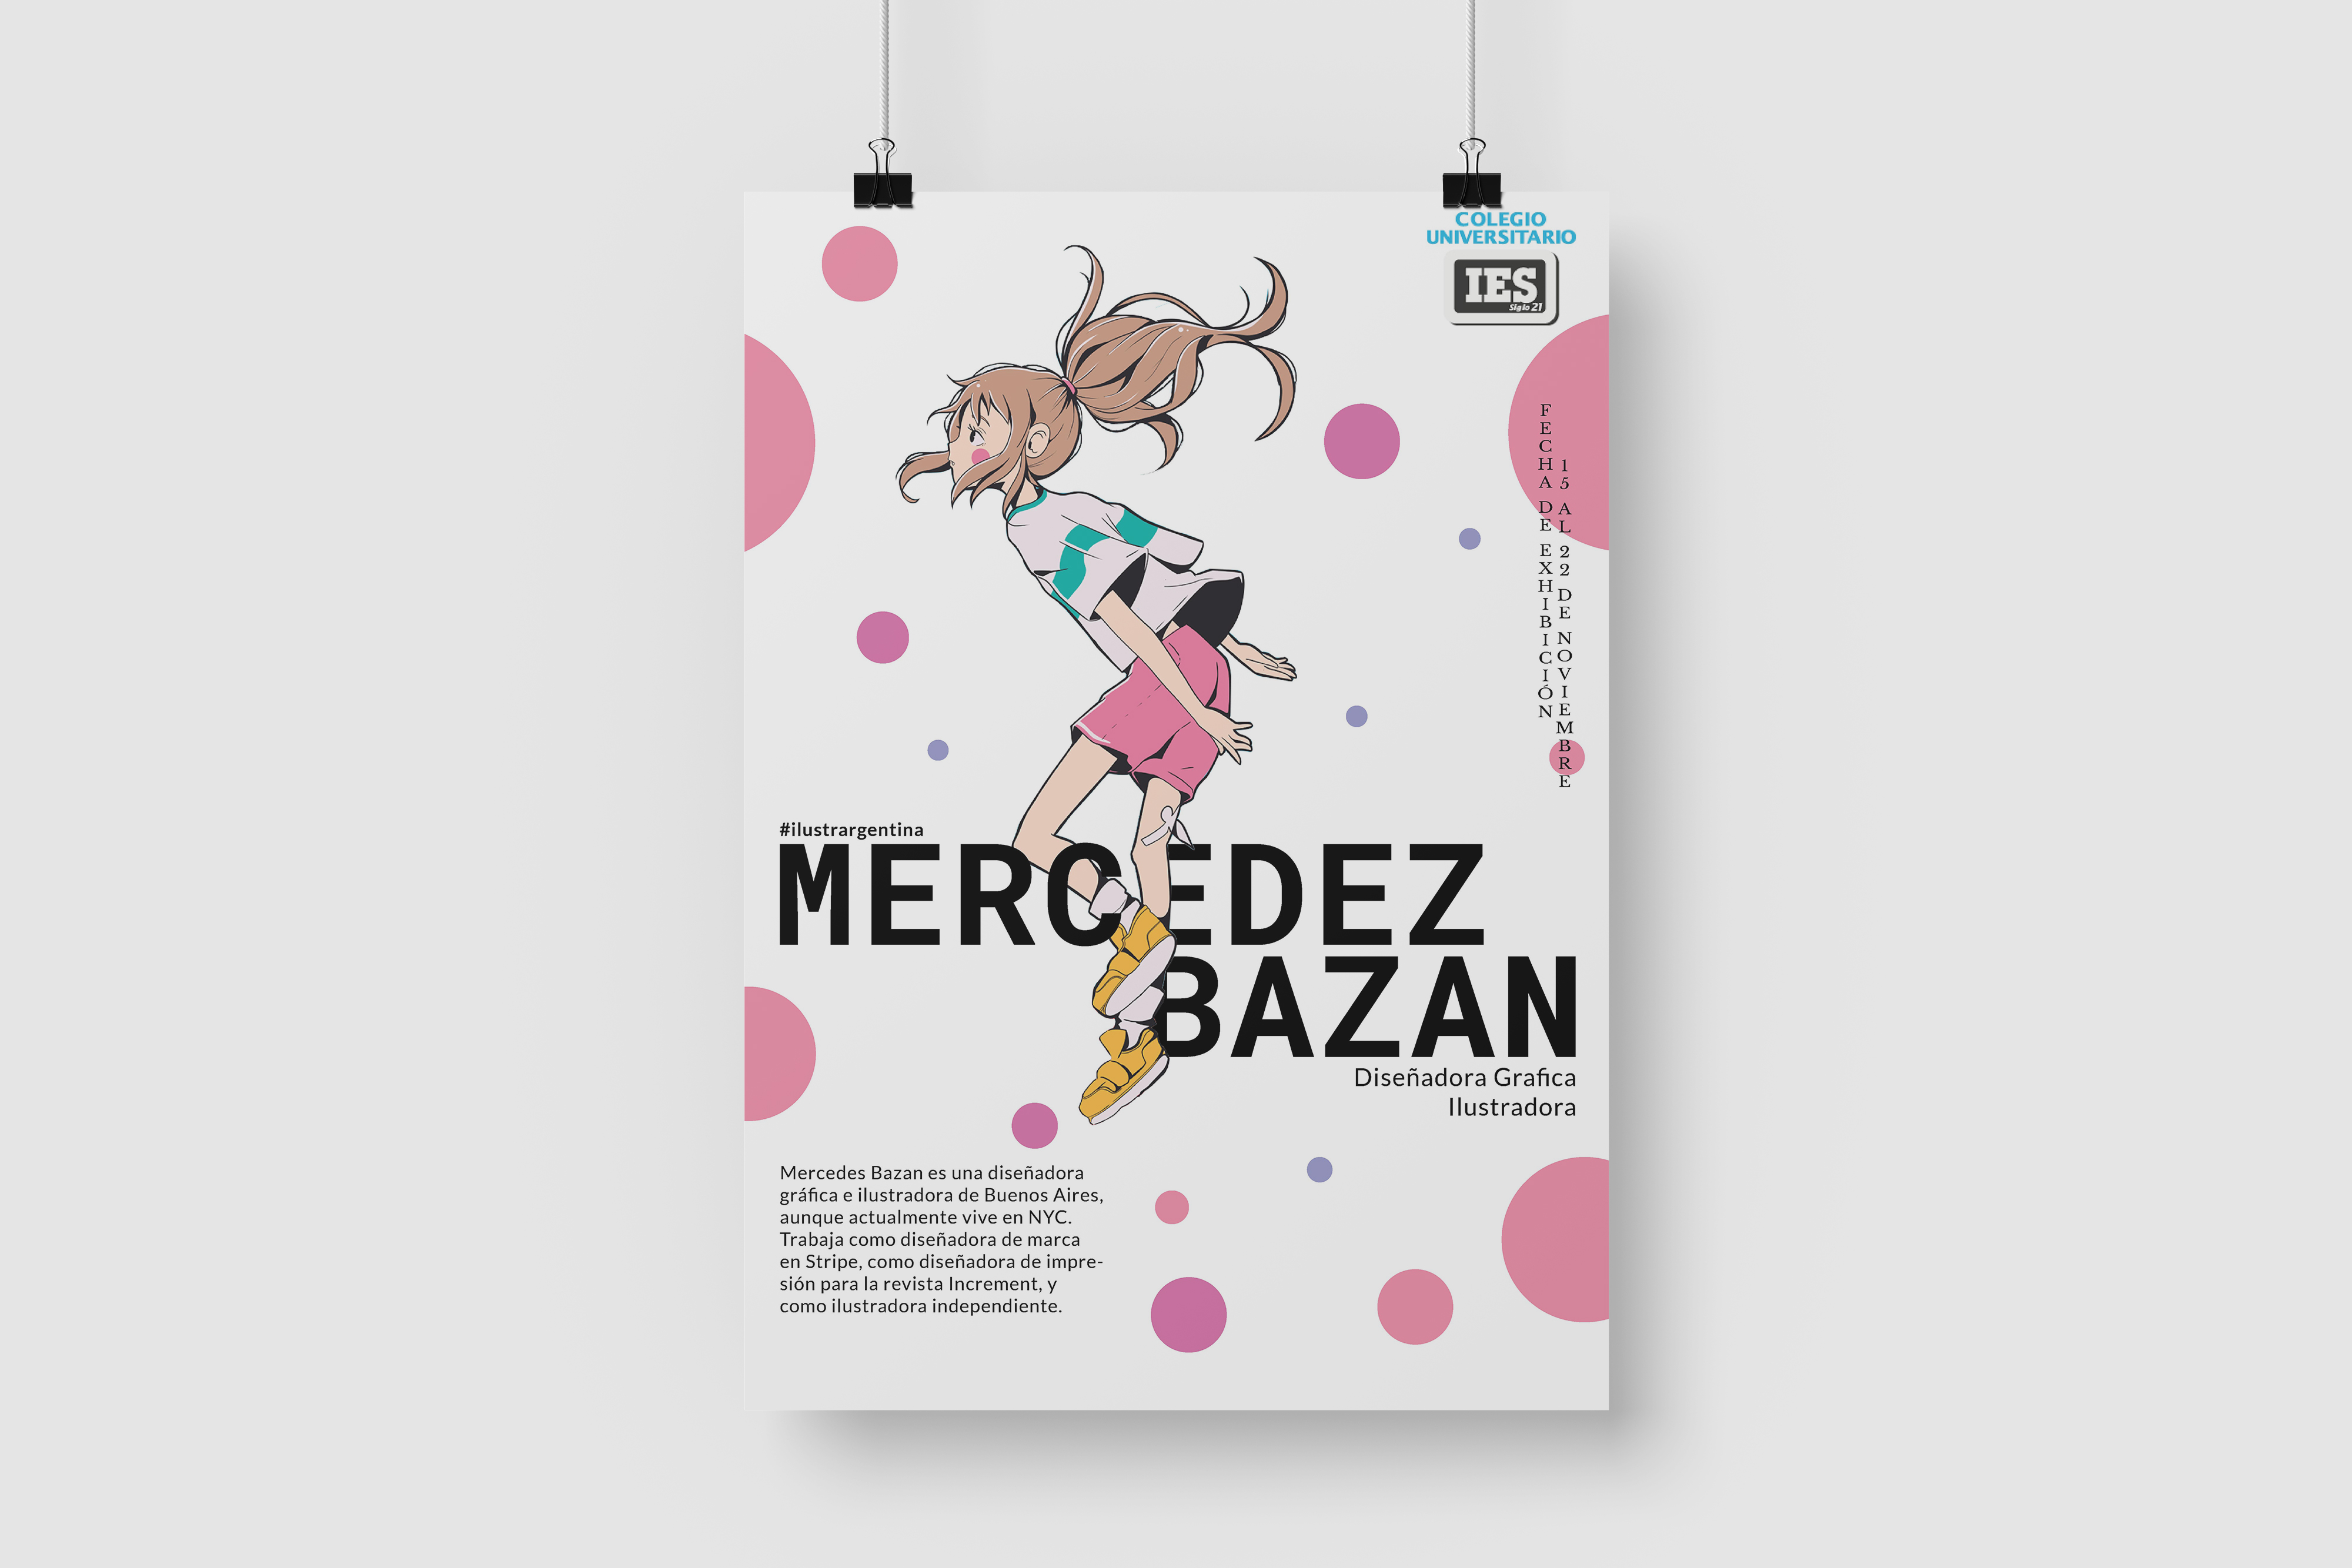 COLEGIO
UNIVERSITARIO
IES
Siglo 21
FECHA DE EXHIBICIÓN
15 AL 22 DE NOVIEMBRE
#ilustrargentina
MERCEDEZ
BAZAN
Diseñadora Grafica
Ilustradora
Mercedes Bazan es una diseñadora
gráfica e ilustradora de Buenos Aires,
aunque actualmente vive en NYC.
Trabaja como diseñadora de marca
en Stripe, como diseñadora de impre-
sión para la revista Increment, y
como ilustradora independiente.